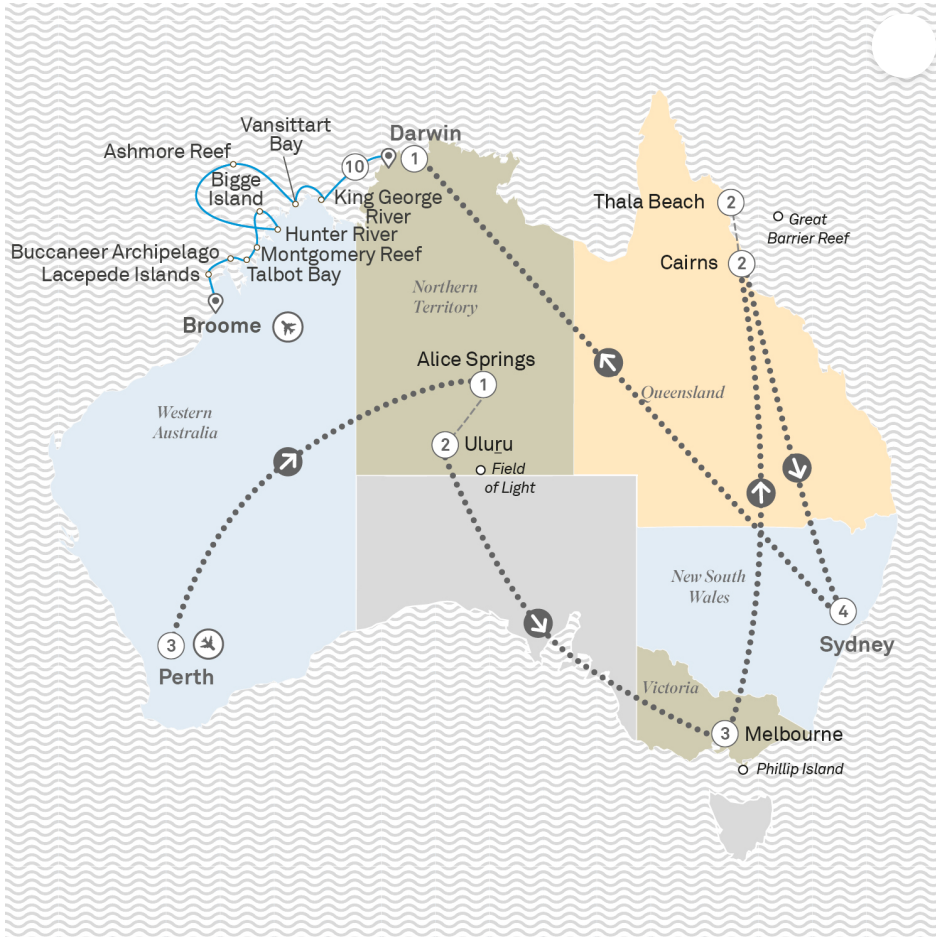 Vansittart
Bay
Darwin
Ashmore Reef
10
1
Bigge
Island
King George
River
Thala Beach
2
Great
Barrier Reef
Hunter River
Buccaneer Archipelago
Montgomery Reef
Cairns
2
Lacepede Islands
Talbot Bay
Northern
Territory
Broome
Alice Springs
1
Queensland
Western
Australia
2
Uluṟu
Field
of Light
New South
Wales
4
Sydney
3
Perth
Victoria
3
Melbourne
Phillip Island